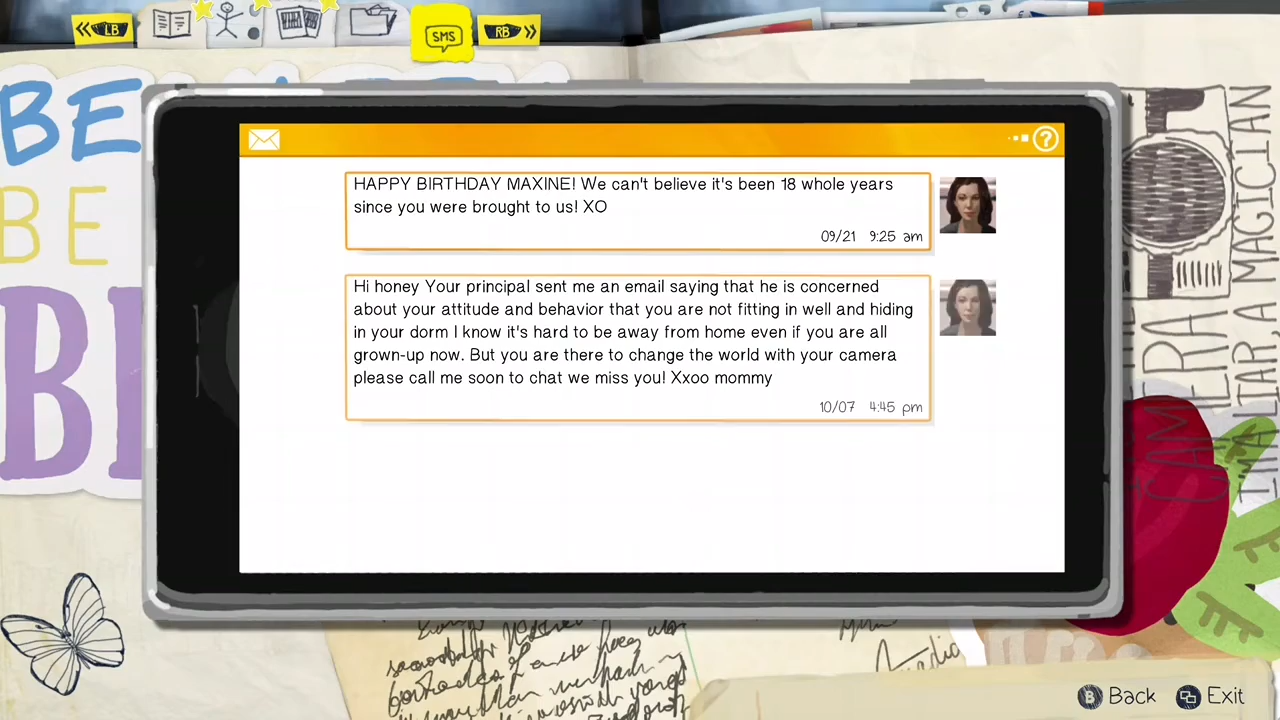 LB
SMS
RB
BE
BE
HAPPY BIRTHDAY MAXINE! We can't believe it's been 18 whole years
since you were brought to us! XO
09/21 9:25 am
Hi honey Your principal sent me an email saying that he is concerned
about your attitude and behavior that you are not fitting in well and hiding
in your dorm I know it's hard to be away from home even if you are all
grown-up now. But you are there to change the world with your camera
please call me soon to chat we miss you! Xxoo mommy
10/07 4:45 pm
CAMERA
I'M A STAR, A MAGICIAN
B Back
Exit